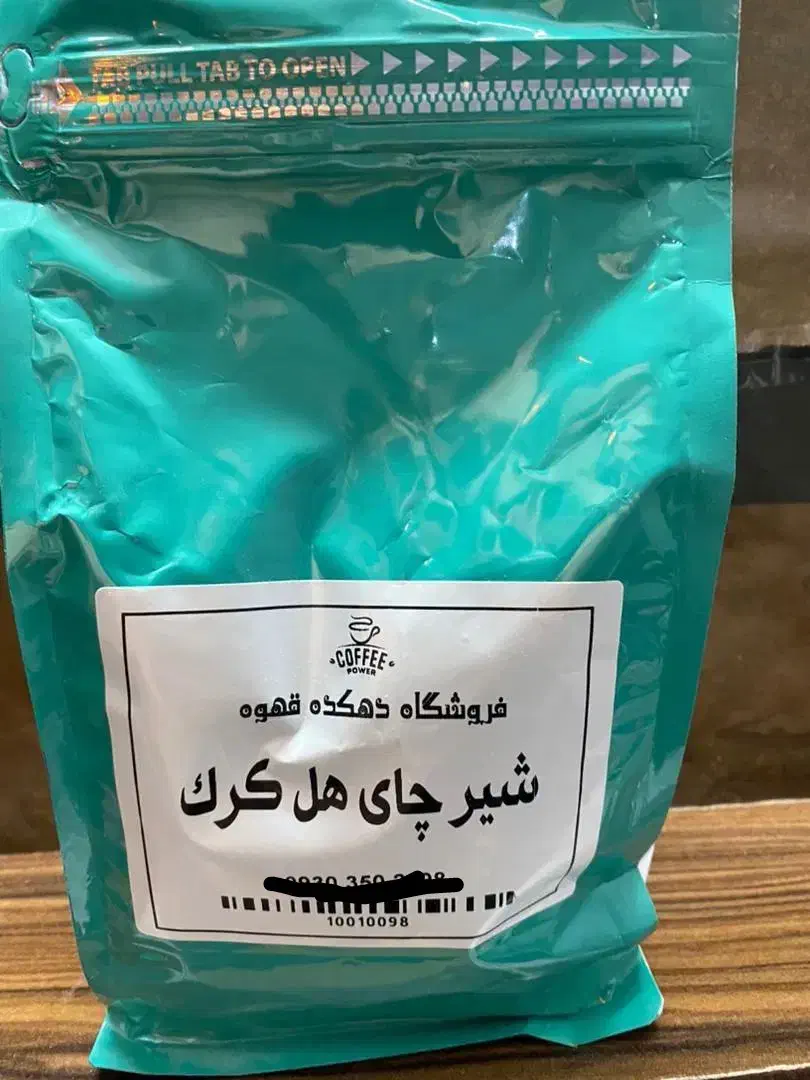 TEAR PULL TAB TO OPEN
COFFEE
POWER
فروشگاه دهکده قهوه
شیر چای هل کرک
10010098